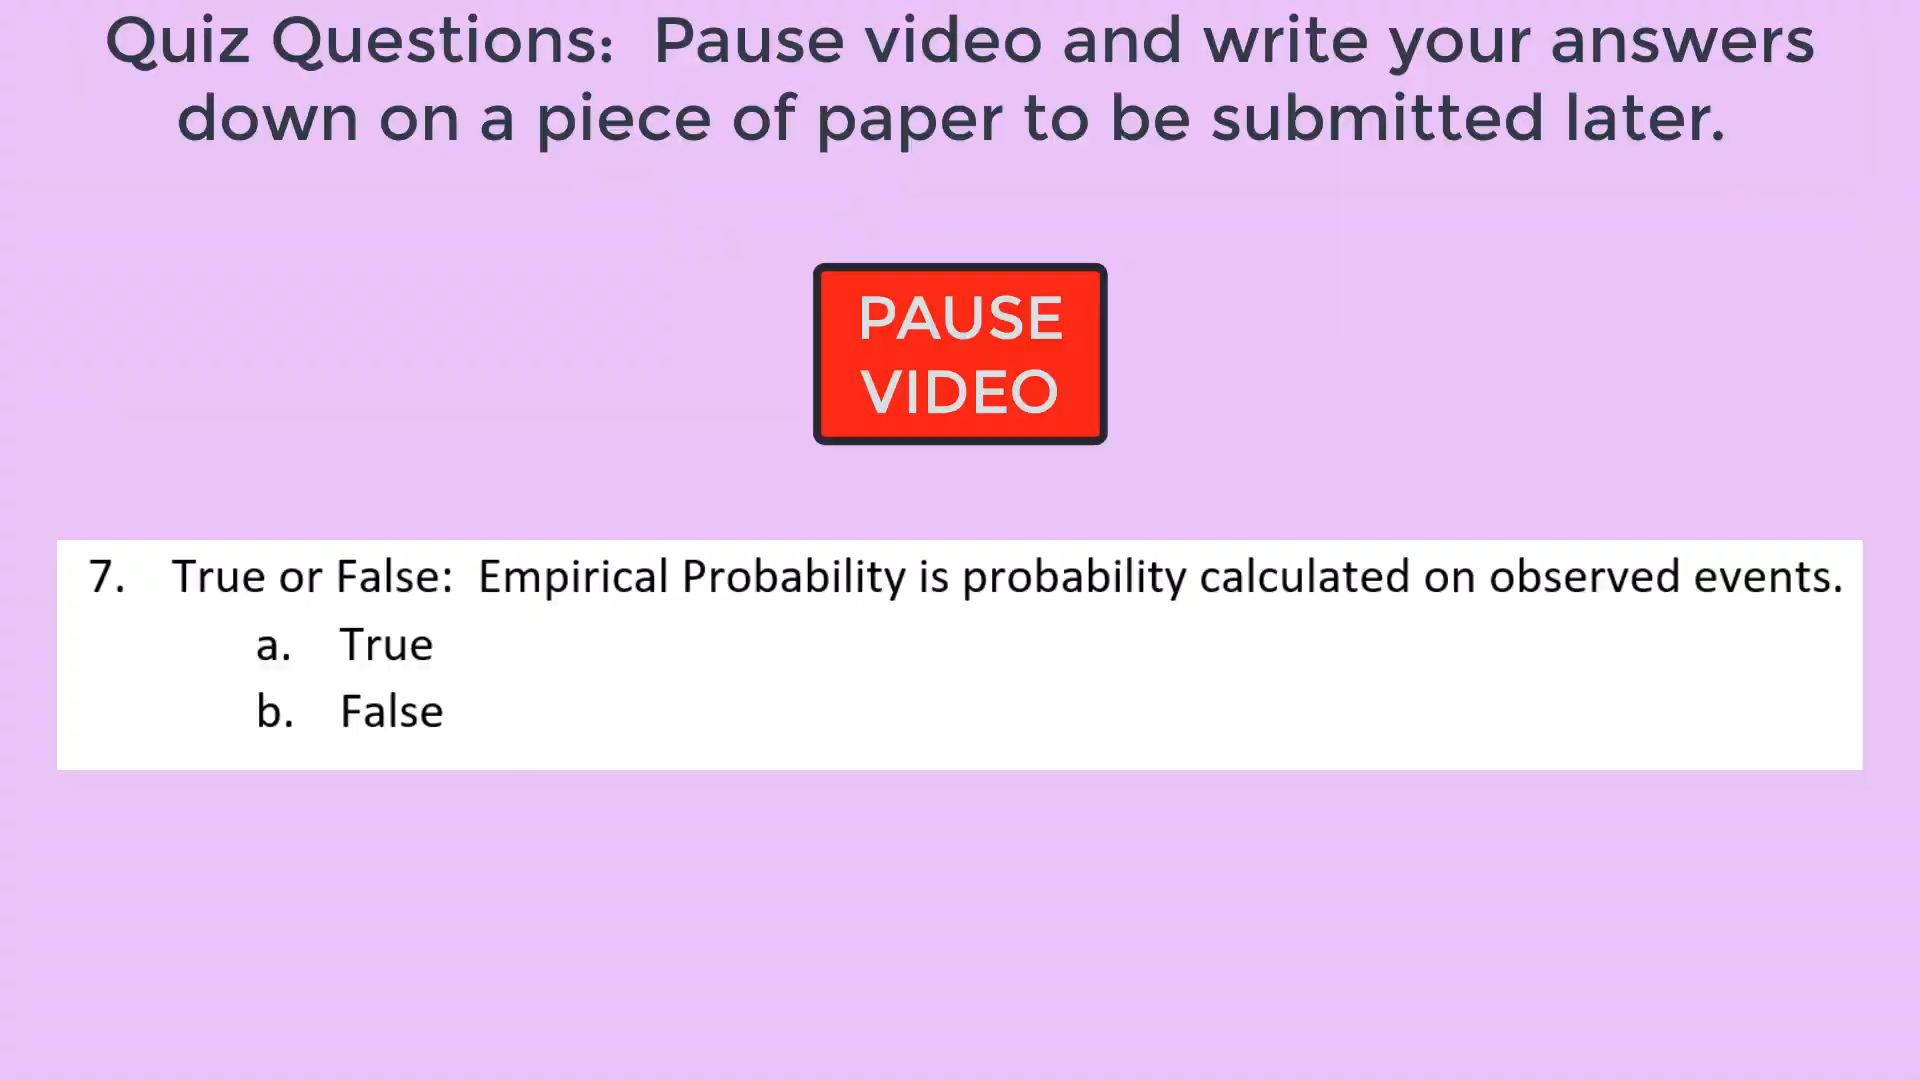 Quiz Questions:  Pause video and write your answers
down on a piece of paper to be submitted later.
PAUSE
VIDEO
7. True or False:  Empirical Probability is probability calculated on observed events.
a. True
b. False